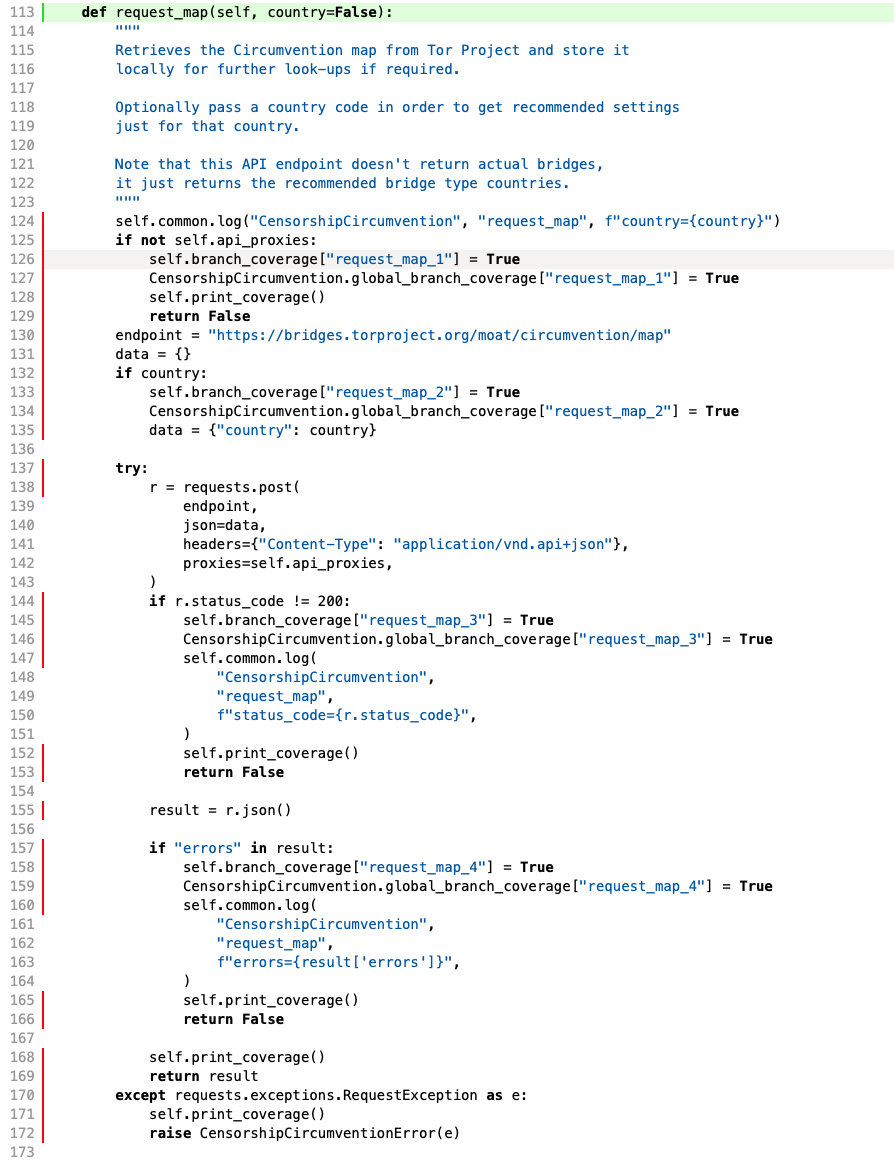 113 def request_map(self, country=False):
114 """
115 Retrieves the Circumvention map from Tor Project and store it
116 locally for further look-ups if required.
117
118 Optionally pass a country code in order to get recommended settings
119 just for that country.
120
121 Note that this API endpoint doesn't return actual bridges,
122 it just returns the recommended bridge type countries.
123 """
124 self.common.log("CensorshipCircumvention", "request_map", f"country={country}")
125 if not self.api_proxies:
126 self.branch_coverage["request_map_1"] = True
127 CensorshipCircumvention.global_branch_coverage["request_map_1"] = True
128 self.print_coverage()
129 return False
130 endpoint = "https://bridges.torproject.org/moat/circumvention/map"
131 data = {}
132 if country:
133 self.branch_coverage["request_map_2"] = True
134 CensorshipCircumvention.global_branch_coverage["request_map_2"] = True
135 data = {"country": country}
136
137 try:
138 r = requests.post(
139 endpoint,
140 json=data,
141 headers={"Content-Type": "application/vnd.api+json"},
142 proxies=self.api_proxies,
143 )
144 if r.status_code != 200:
145 self.branch_coverage["request_map_3"] = True
146 CensorshipCircumvention.global_branch_coverage["request_map_3"] = True
147 self.common.log(
148 "CensorshipCircumvention",
149 "request_map",
150 f"status_code={r.status_code}",
151 )
152 self.print_coverage()
153 return False
154
155 result = r.json()
156
157 if "errors" in result:
158 self.branch_coverage["request_map_4"] = True
159 CensorshipCircumvention.global_branch_coverage["request_map_4"] = True
160 self.common.log(
161 "CensorshipCircumvention",
162 "request_map",
163 f"errors={result['errors']}",
164 )
165 self.print_coverage()
166 return False
167
168 self.print_coverage()
169 return result
170 except requests.exceptions.RequestException as e:
171 self.print_coverage()
172 raise CensorshipCircumventionError(e)
173